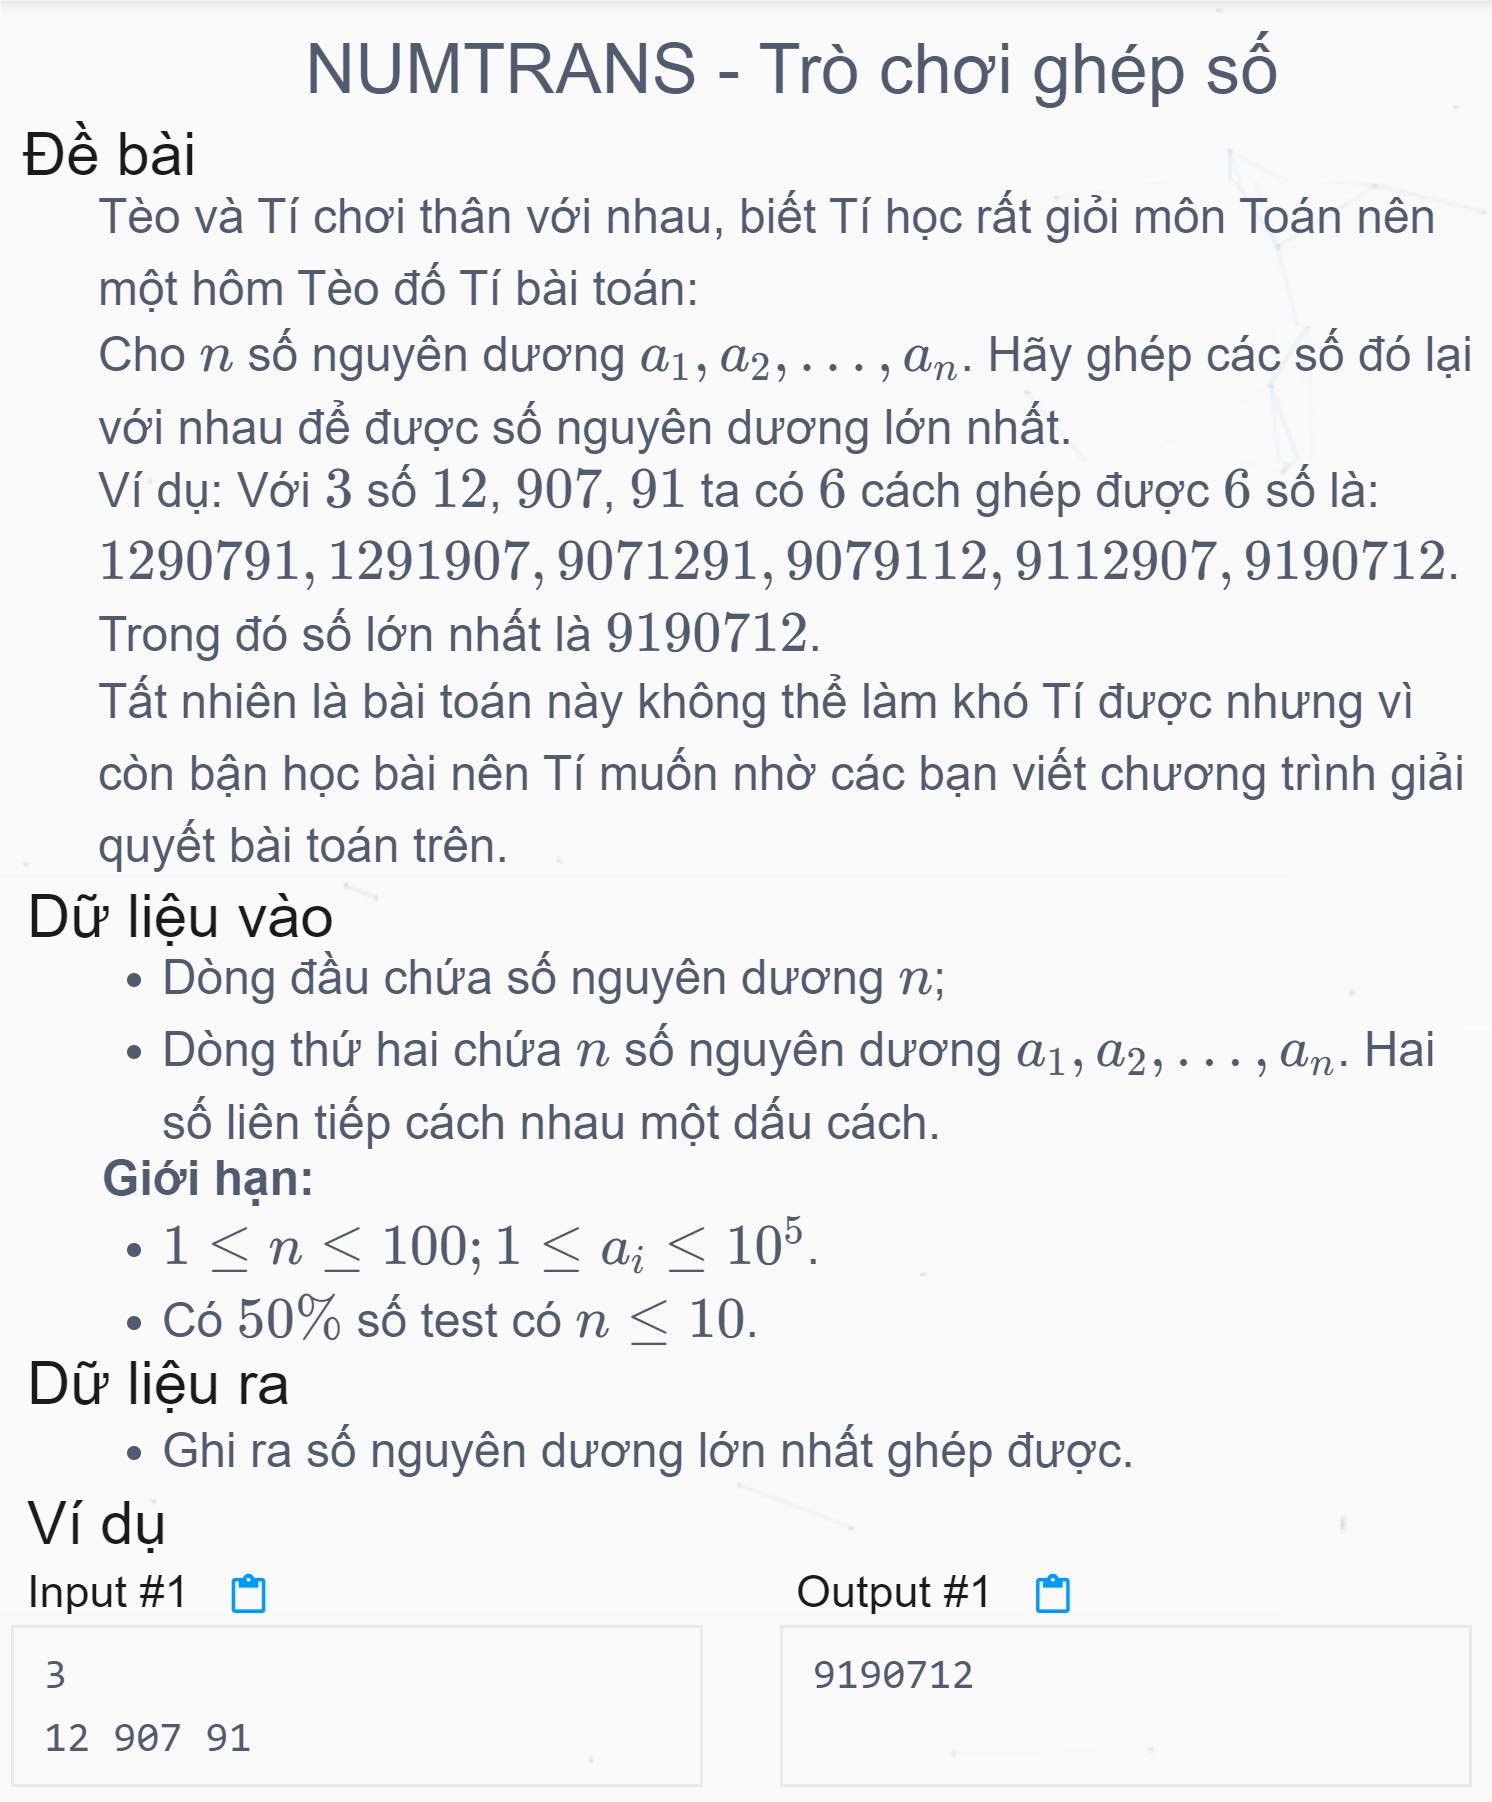 NUMTRANS - Trò chơi ghép số
Đề bài
Tèo và Tí chơi thân với nhau, biết Tí học rất giỏi môn Toán nên
một hôm Tèo đố Tí bài toán:
Cho n số nguyên dương a₁, a₂, . . . , aₙ. Hãy ghép các số đó lại
với nhau để được số nguyên dương lớn nhất.
Ví dụ: Với 3 số 12, 907, 91 ta có 6 cách ghép được 6 số là:
1290791, 1291907, 9071291, 9079112, 9112907, 9190712.
Trong đó số lớn nhất là 9190712.
Tất nhiên là bài toán này không thể làm khó Tí được nhưng vì
còn bận học bài nên Tí muốn nhờ các bạn viết chương trình giải
quyết bài toán trên.
Dữ liệu vào
• Dòng đầu chứa số nguyên dương n;
• Dòng thứ hai chứa n số nguyên dương a₁, a₂, . . . , aₙ. Hai
số liên tiếp cách nhau một dấu cách.
Giới hạn:
• 1 ≤ n ≤ 100; 1 ≤ aᵢ ≤ 10⁵.
• Có 50% số test có n ≤ 10.
Dữ liệu ra
• Ghi ra số nguyên dương lớn nhất ghép được.
Ví dụ
Input #1
3
12 907 91
Output #1
9190712